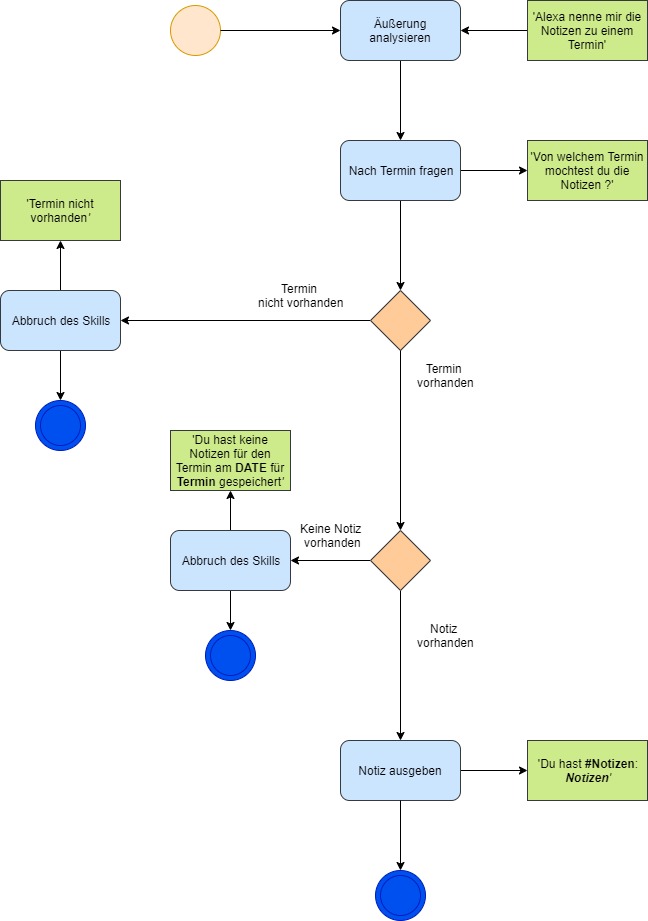 Äußerung
analysieren
'Alexa nenne mir die
Notizen zu einem
Termin'
Nach Termin fragen
'Von welchem Termin
mochtest du die
Notizen ?'
'Termin nicht
vorhanden'
Termin
nicht vorhanden
Abbruch des Skills
Termin
vorhanden
'Du hast keine
Notizen für den
Termin am DATE für
Termin gespeichert'
Keine Notiz
vorhanden
Abbruch des Skills
Notiz
vorhanden
Notiz ausgeben
'Du hast #Notizen:
Notizen'